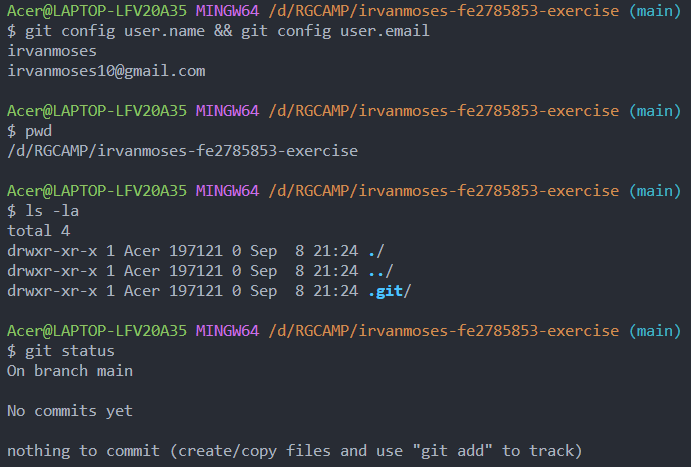 Acer@LAPTOP-LFV20A35 MINGW64 /d/RGCAMP/irvanmoses-fe2785853-exercise (main)
$ git config user.name && git config user.email
irvanmoses
irvanmoses10@gmail.com

Acer@LAPTOP-LFV20A35 MINGW64 /d/RGCAMP/irvanmoses-fe2785853-exercise (main)
$ pwd
/d/RGCAMP/irvanmoses-fe2785853-exercise

Acer@LAPTOP-LFV20A35 MINGW64 /d/RGCAMP/irvanmoses-fe2785853-exercise (main)
$ ls -la
total 4
drwxr-xr-x 1 Acer 197121 0 Sep  8 21:24 ./
drwxr-xr-x 1 Acer 197121 0 Sep  8 21:24 ../
drwxr-xr-x 1 Acer 197121 0 Sep  8 21:24 .git/

Acer@LAPTOP-LFV20A35 MINGW64 /d/RGCAMP/irvanmoses-fe2785853-exercise (main)
$ git status
On branch main

No commits yet

nothing to commit (create/copy files and use "git add" to track)